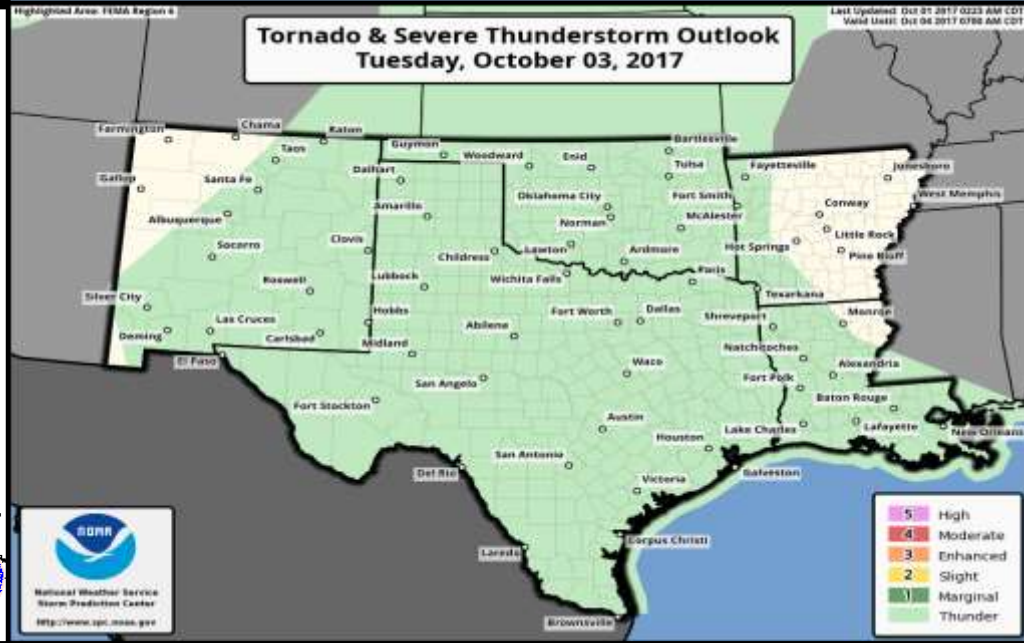 Highlighted Area: FEMA Region 6
Last Updated: Oct 01 2017 0223 AM CDT
Valid Until: Oct 04 2017 0700 AM CDT
Tornado & Severe Thunderstorm Outlook
Tuesday, October 03, 2017
Farmington
Chama
Raton
Taos
Guymon
Woodward
Enid
Bartlesville
Tulsa
Fayetteville
Jonesboro
Gallup
Santa Fe
Dalhart
Oklahoma City
Fort Smith
West Memphis
Albuquerque
Amarillo
Norman
McAlester
Conway
Little Rock
Socorro
Clovis
Childress
Lawton
Ardmore
Hot Springs
Pine Bluff
Roswell
Lubbock
Wichita Falls
Paris
Texarkana
Silver City
Las Cruces
Hobbs
Fort Worth
Dallas
Shreveport
Monroe
Deming
Carlsbad
Midland
Abilene
Natchitoches
El Paso
Waco
Alexandria
San Angelo
Fort Polk
Fort Stockton
Baton Rouge
Austin
Lake Charles
Lafayette
New Orleans
Houston
San Antonio
Del Rio
Victoria
Galveston
Corpus Christi
Laredo
Brownsville
NOAA
National Weather Service
Storm Prediction Center
http://www.spc.noaa.gov
5 High
4 Moderate
3 Enhanced
2 Slight
1 Marginal
Thunder